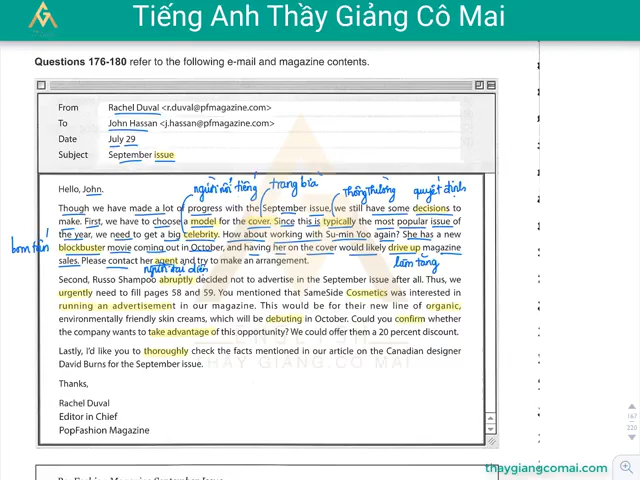 Tiếng Anh Thầy Giảng Cô Mai
Questions 176-180 refer to the following e-mail and magazine contents.
From Rachel Duval <r.duval@pfmagazine.com>
To John Hassan <j.hassan@pfmagazine.com>
Date July 29
Subject September issue
Hello, John.
người nổi tiếng
trang bìa
thông thường
quyết định
Though we have made a lot of progress with the September issue, we still have some decisions to
make. First, we have to choose a model for the cover. Since this is typically the most popular issue of
the year, we need to get a big celebrity. How about working with Su-min Yoo again? She has a new
bom tấn
blockbuster movie coming out in October, and having her on the cover would likely drive up magazine
sales. Please contact her agent and try to make an arrangement.
người đại diện
làm tăng
Second, Russo Shampoo abruptly decided not to advertise in the September issue after all. Thus, we
urgently need to fill pages 58 and 59. You mentioned that SameSide Cosmetics was interested in
running an advertisement in our magazine. This would be for their new line of organic,
environmentally friendly skin creams, which will be debuting in October. Could you confirm whether
the company wants to take advantage of this opportunity? We could offer them a 20 percent discount.
Lastly, I'd like you to thoroughly check the facts mentioned in our article on the Canadian designer
David Burns for the September issue.
ENGLISH
THAY GIANG CO MAI
Thanks,
Rachel Duval
Editor in Chief
PopFashion Magazine
167
220
thaygiangcomai.com